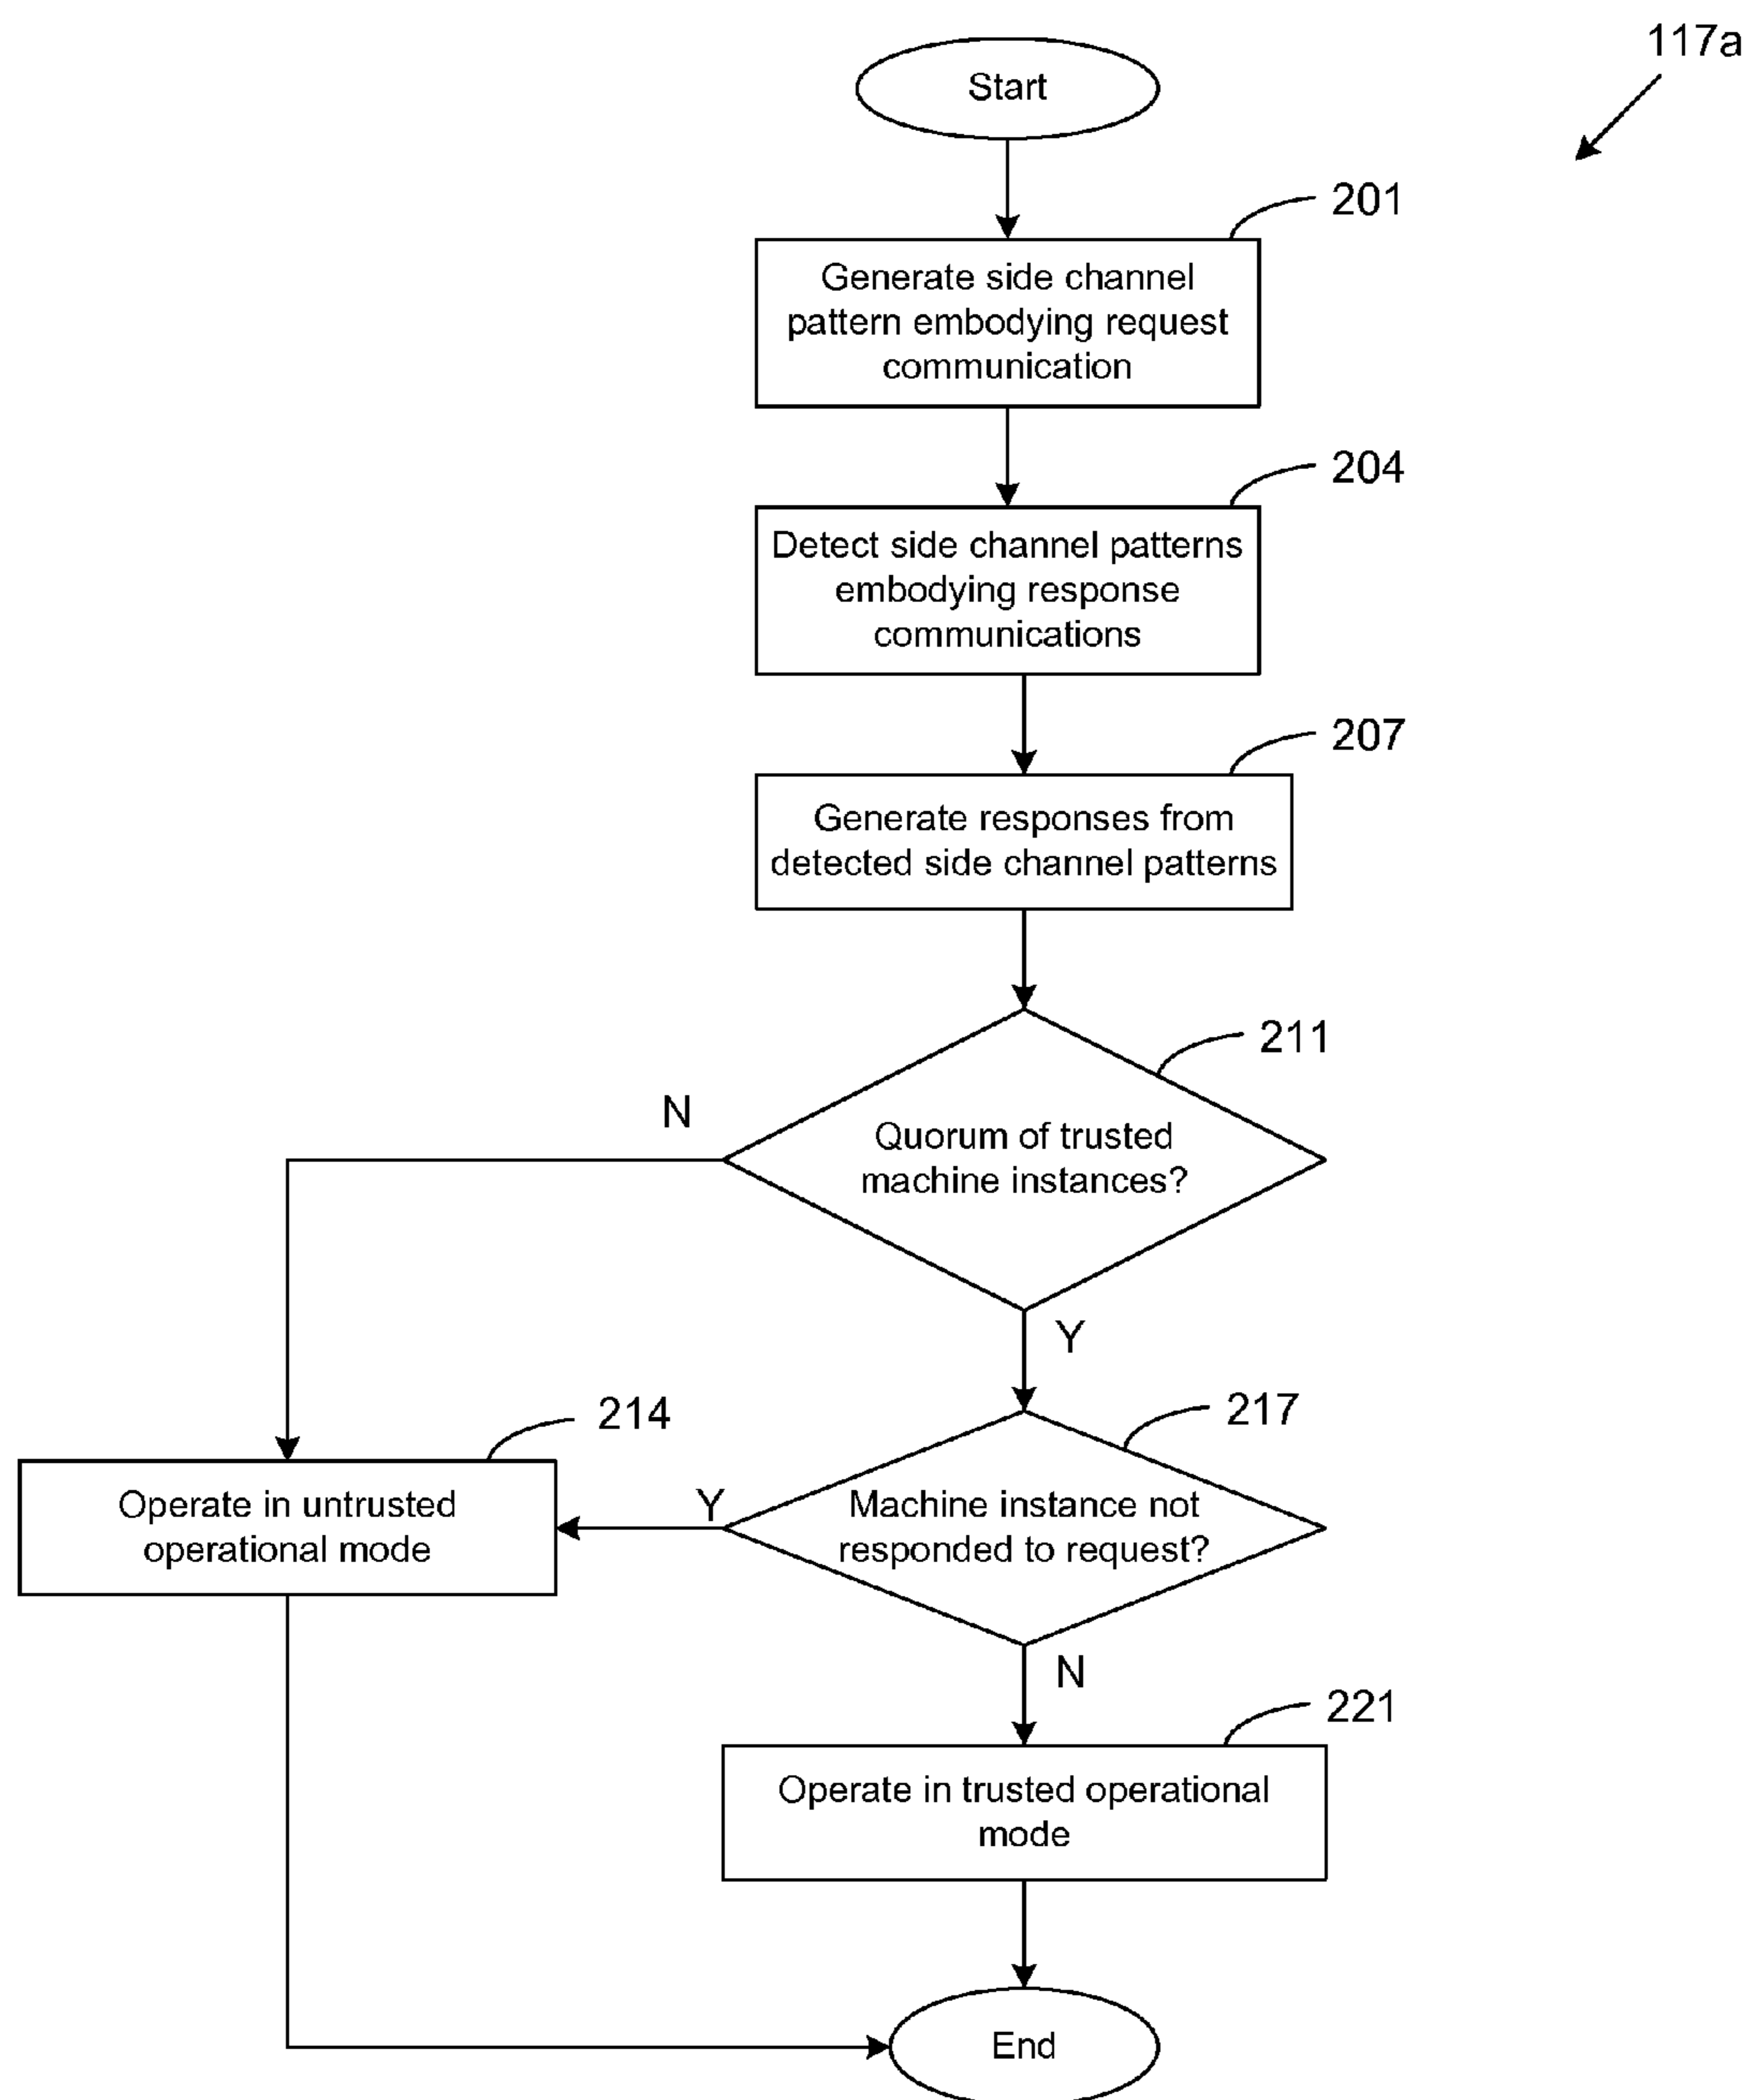 117a
Start
201
Generate side channel
pattern embodying request
communication
204
Detect side channel patterns
embodying response
communications
207
Generate responses from
detected side channel patterns
211
N
Quorum of trusted
machine instances?
Y
217
214
Operate in untrusted
operational mode
Y
Machine instance not
responded to request?
N
221
Operate in trusted operational
mode
End